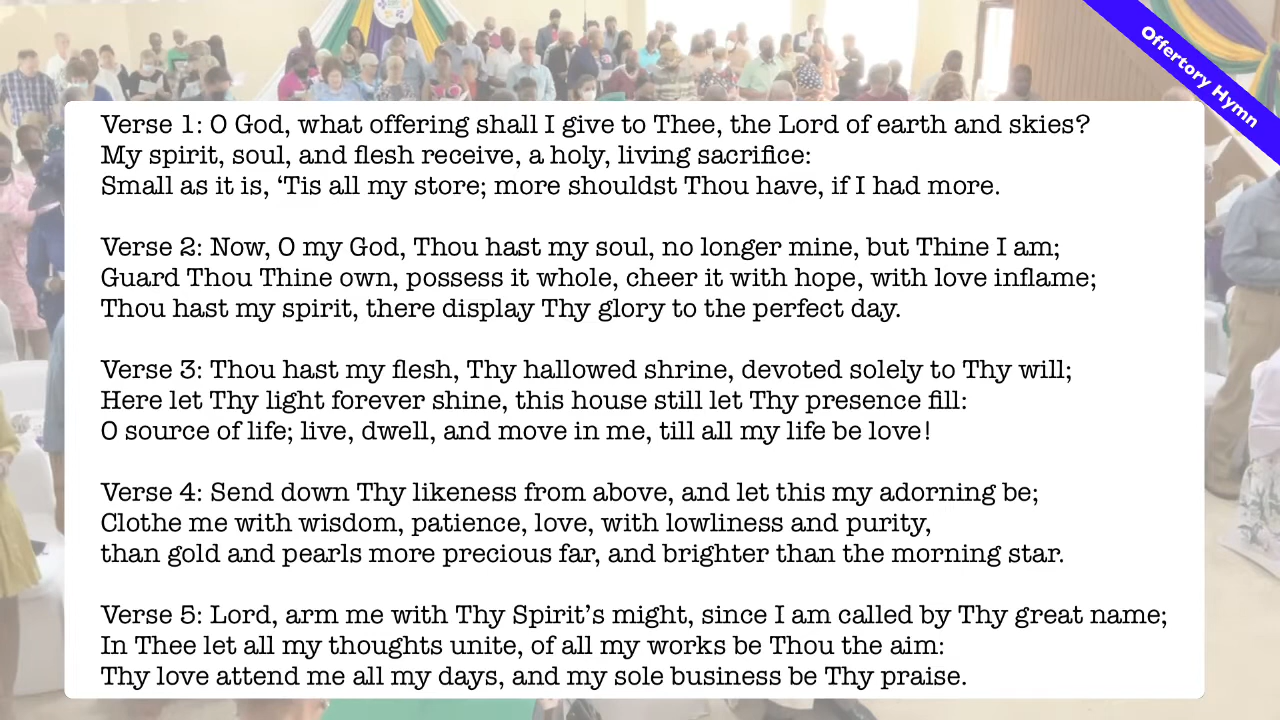 Offertory Hymn
Verse 1: O God, what offering shall I give to Thee, the Lord of earth and skies?
My spirit, soul, and flesh receive, a holy, living sacrifice:
Small as it is, ‘Tis all my store; more shouldst Thou have, if I had more.
Verse 2: Now, O my God, Thou hast my soul, no longer mine, but Thine I am;
Guard Thou Thine own, possess it whole, cheer it with hope, with love inflame;
Thou hast my spirit, there display Thy glory to the perfect day.
Verse 3: Thou hast my flesh, Thy hallowed shrine, devoted solely to Thy will;
Here let Thy light forever shine, this house still let Thy presence fill:
O source of life; live, dwell, and move in me, till all my life be love!
Verse 4: Send down Thy likeness from above, and let this my adorning be;
Clothe me with wisdom, patience, love, with lowliness and purity,
than gold and pearls more precious far, and brighter than the morning star.
Verse 5: Lord, arm me with Thy Spirit’s might, since I am called by Thy great name;
In Thee let all my thoughts unite, of all my works be Thou the aim:
Thy love attend me all my days, and my sole business be Thy praise.